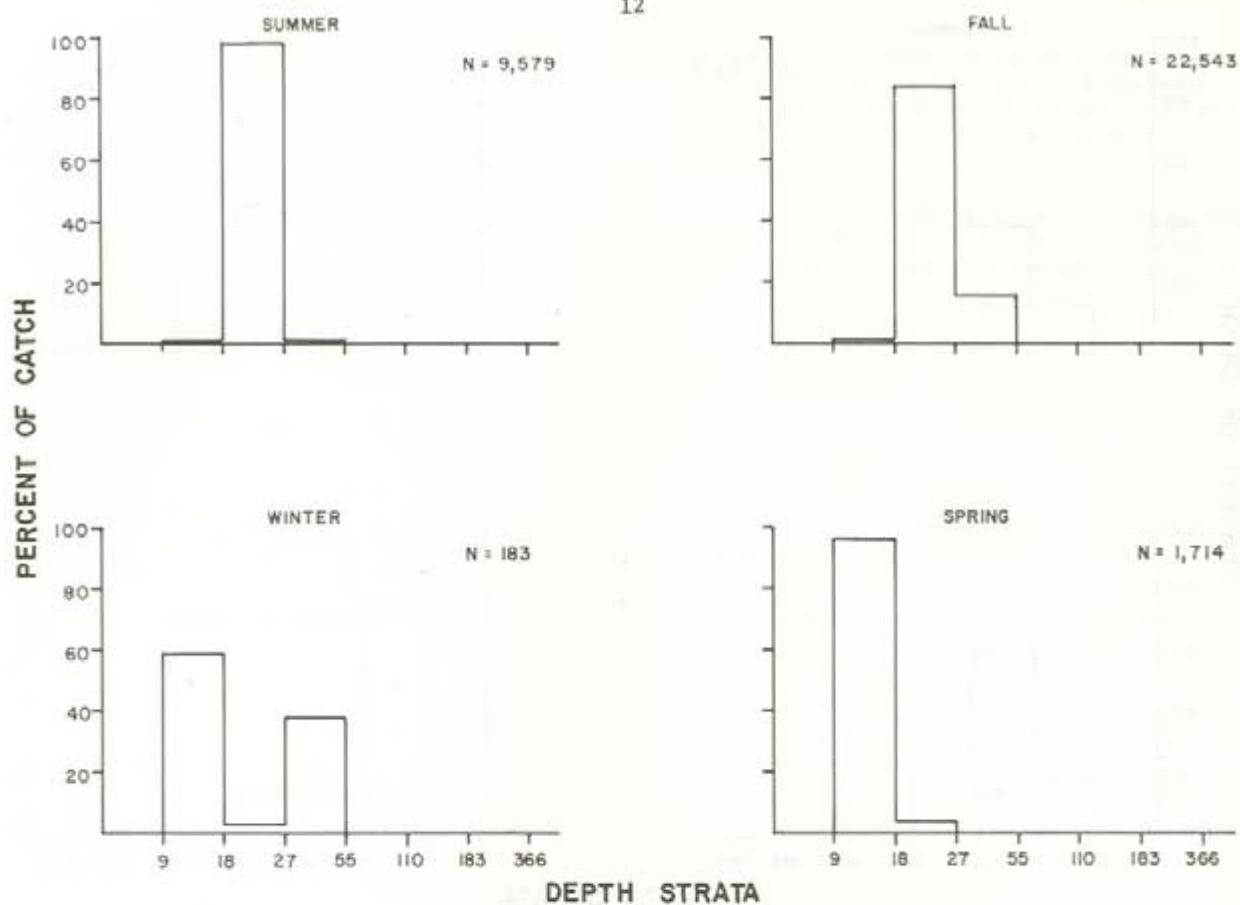 12
SUMMER
N = 9,579
100
80
60
40
20
FALL
N = 22,543
PERCENT OF CATCH
WINTER
N = 183
100
80
60
40
20
9 18 27 55 110 183 366
SPRING
N = 1,714
9 18 27 55 110 183 366
DEPTH STRATA